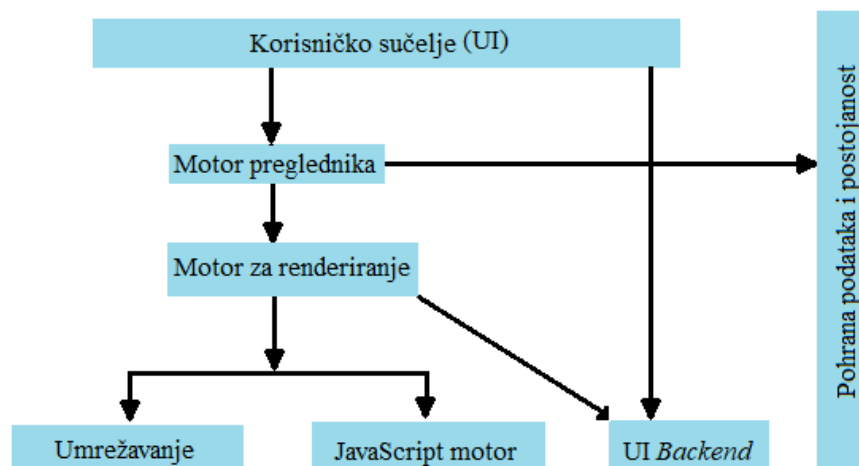 Korisničko sučelje (UI)
Motor preglednika
Motor za renderiranje
Umrežavanje
JavaScript motor
UI Backend
Pohrana podataka i postojanost